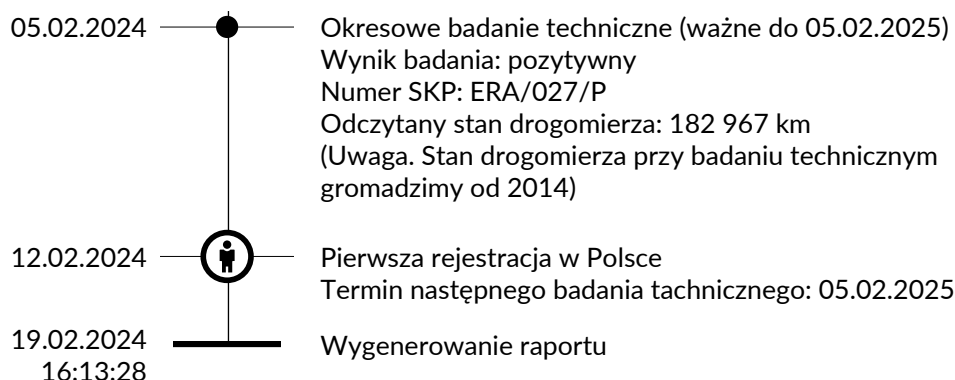 05.02.2024
Okresowe badanie techniczne (ważne do 05.02.2025)
Wynik badania: pozytywny
Numer SKP: ERA/027/P
Odczytany stan drogomierza: 182 967 km
(Uwaga. Stan drogomierza przy badaniu technicznym
gromadzimy od 2014)
12.02.2024
Pierwsza rejestracja w Polsce
Termin następnego badania tachnicznego: 05.02.2025
19.02.2024
16:13:28
Wygenerowanie raportu